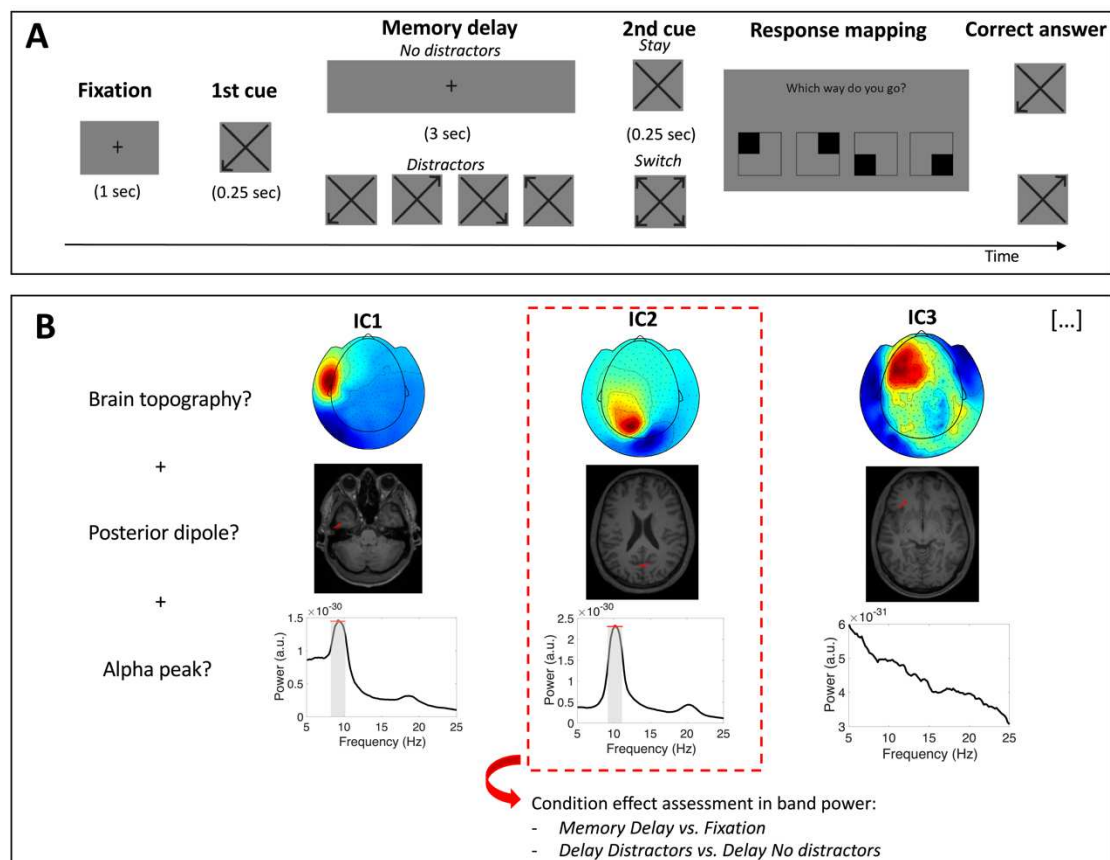 A
Memory delay
No distractors
2nd cue
Stay
Response mapping
Correct answer
Fixation
1st cue
Which way do you go?
(1 sec)
(0.25 sec)
(3 sec)
(0.25 sec)
Distractors
Switch
Time
B
IC1
IC2
IC3
[...]
Brain topography?
+
Posterior dipole?
+
Alpha peak?
×10-30
1.5
1
0.5
0
Power (a.u.)
5 10 15 20 25
Frequency (Hz)
×10-30
2.5
2
1.5
1
0.5
0
Power (a.u.)
5 10 15 20 25
Frequency (Hz)
×10-31
6
5
4
3
Power (a.u.)
5 10 15 20 25
Frequency (Hz)
Condition effect assessment in band power:
- Memory Delay vs. Fixation
- Delay Distractors vs. Delay No distractors